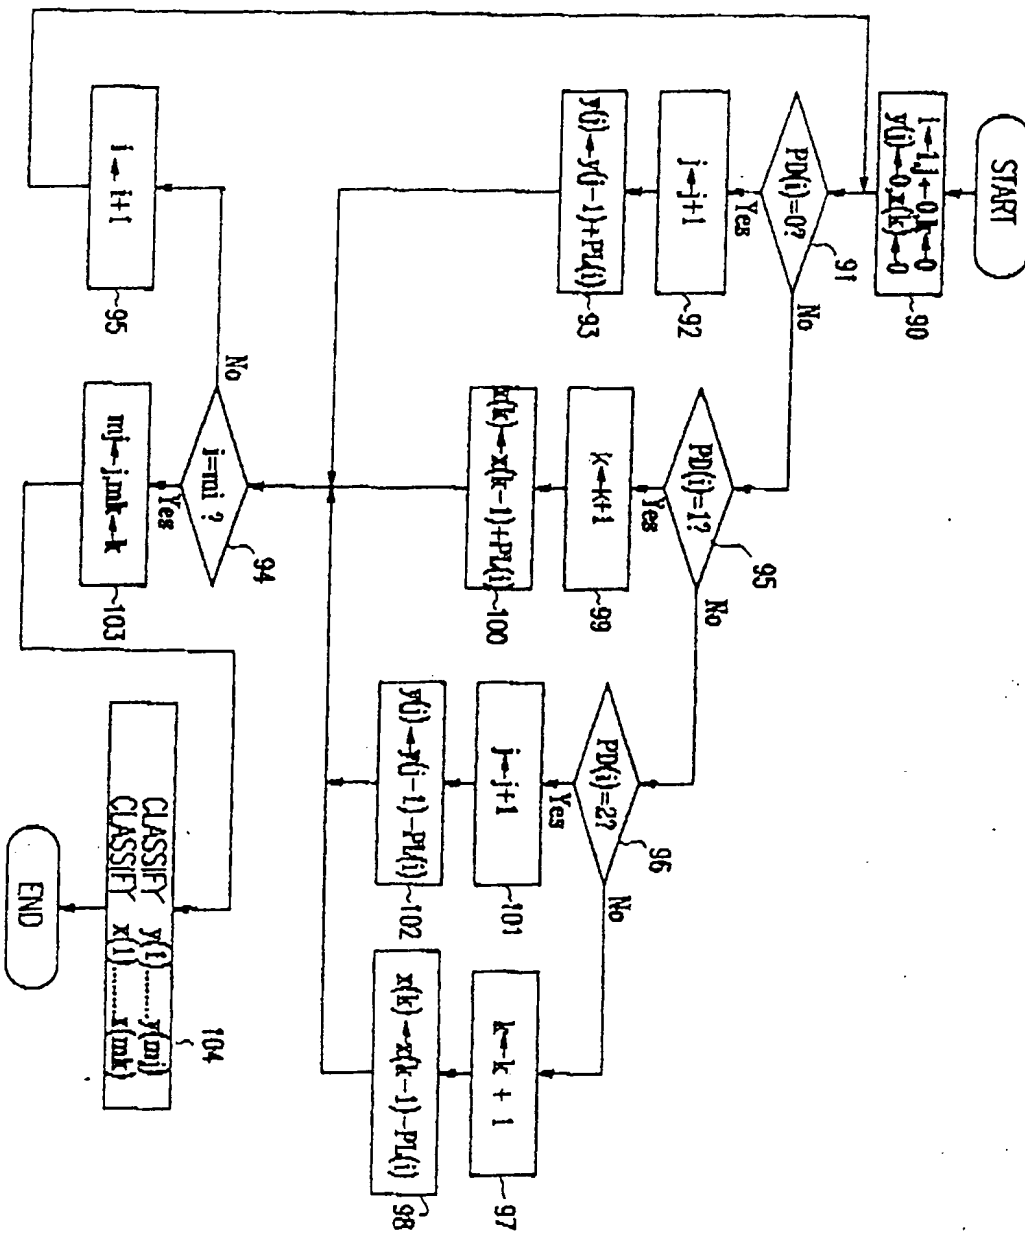 START
i←1,j←0,k←0
y(j)←0,x(k)←0
~90
PD(i)=0?
91
Yes
No
j←j+1
~92
y(j)←y(j-1)+PL(i)
~93
PD(i)=1?
95
Yes
No
k←k+1
~99
x(k)←x(k-1)+PL(i)
~100
PD(i)=2?
96
Yes
No
j←j+1
~101
y(j)←y(j-1)-PL(i)
~102
k←k + 1
~97
x(k)←x(k-1)-PL(i)
98
i=mi ?
94
No
Yes
i ← i+1
~95
mj←j,mk←k
~103
CLASSIFY y(1)........y(mj)
CLASSIFY x(1)........x(mk)
104
END